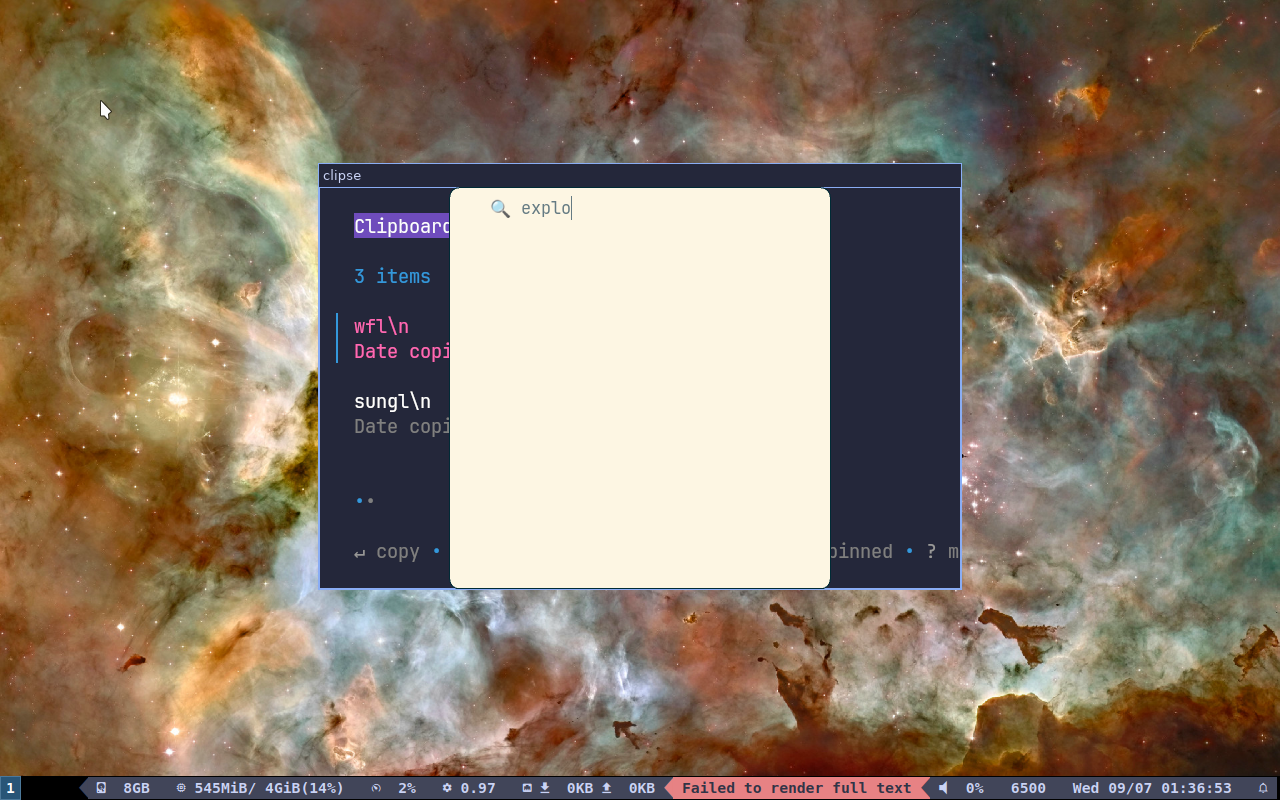 clipse
explo
Clipboard
3 items
wfl\n
Date copi
sungl\n
Date copi
↵ copy • pinned • ? m
1 8GB 545MiB/ 4GiB(14%) 2% 0.97 0KB 0KB Failed to render full text 0% 6500 Wed 09/07 01:36:53